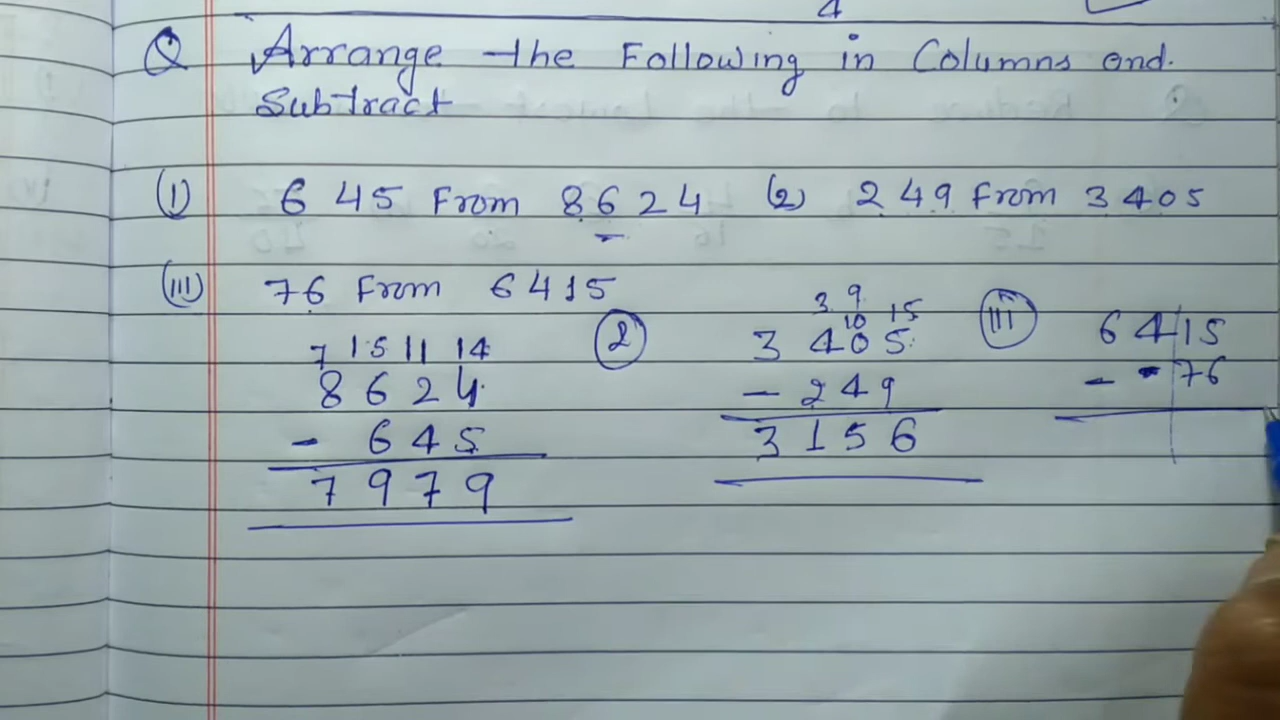 4
Q Arrange the Following in Columns and.
Subtract
(I) 645 From 8624 (2) 249 From 3405
(III) 76 From 6415
7 15 11 14
8624
- 645
7979
2
3 9
10 15
3405
- 249
3156
III
6415
- - 76